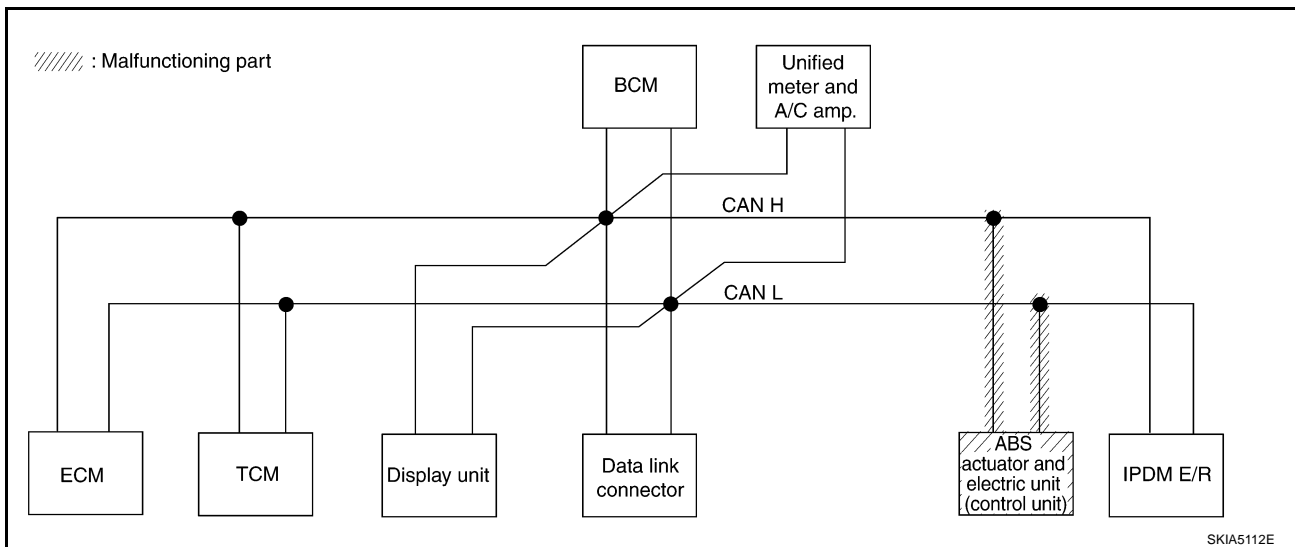 : Malfunctioning part
BCM
Unified
meter and
A/C amp.
CAN H
CAN L
ECM
TCM
Display unit
Data link
connector
ABS
actuator and
electric unit
(control unit)
IPDM E/R
SKIA5112E